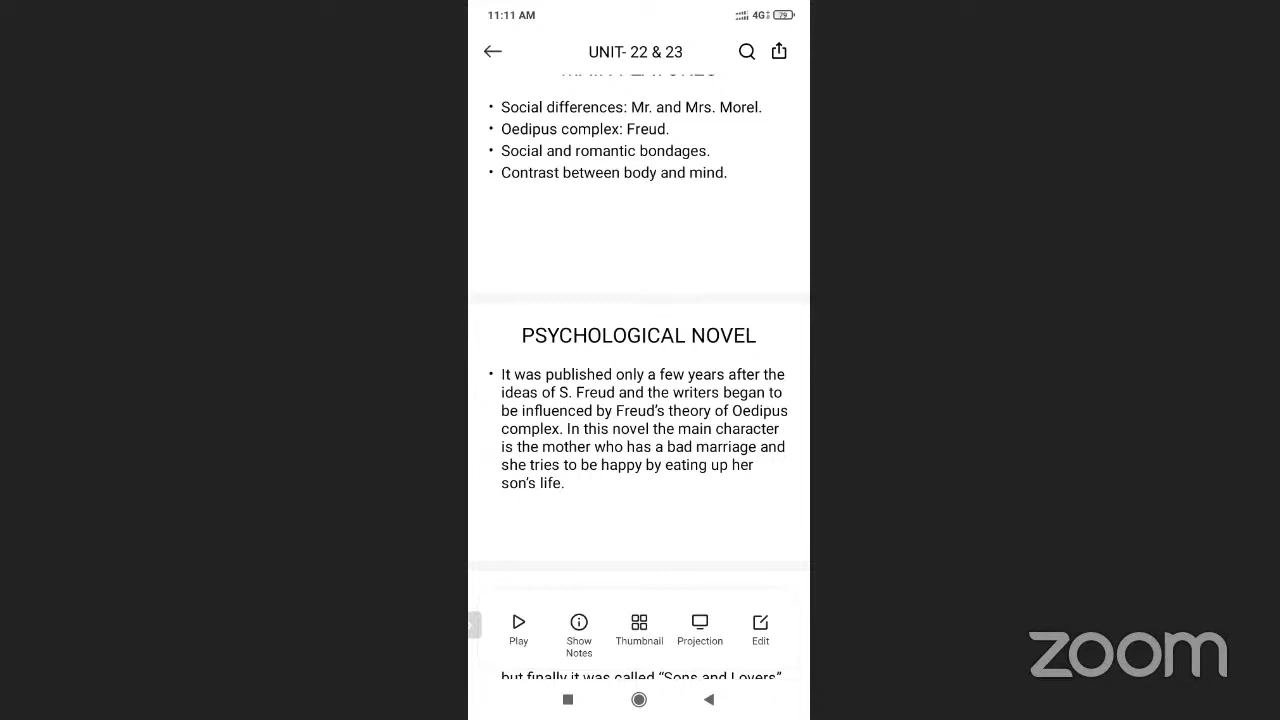 11:11 AM
4G
79
UNIT- 22 & 23
MAIN FEATURES
• Social differences: Mr. and Mrs. Morel.
• Oedipus complex: Freud.
• Social and romantic bondages.
• Contrast between body and mind.
PSYCHOLOGICAL NOVEL
• It was published only a few years after the
ideas of S. Freud and the writers began to
be influenced by Freud's theory of Oedipus
complex. In this novel the main character
is the mother who has a bad marriage and
she tries to be happy by eating up her
son's life.
Play
Show
Notes
Thumbnail
Projection
Edit
but finally it was called “Sons and Lovers”
zoom